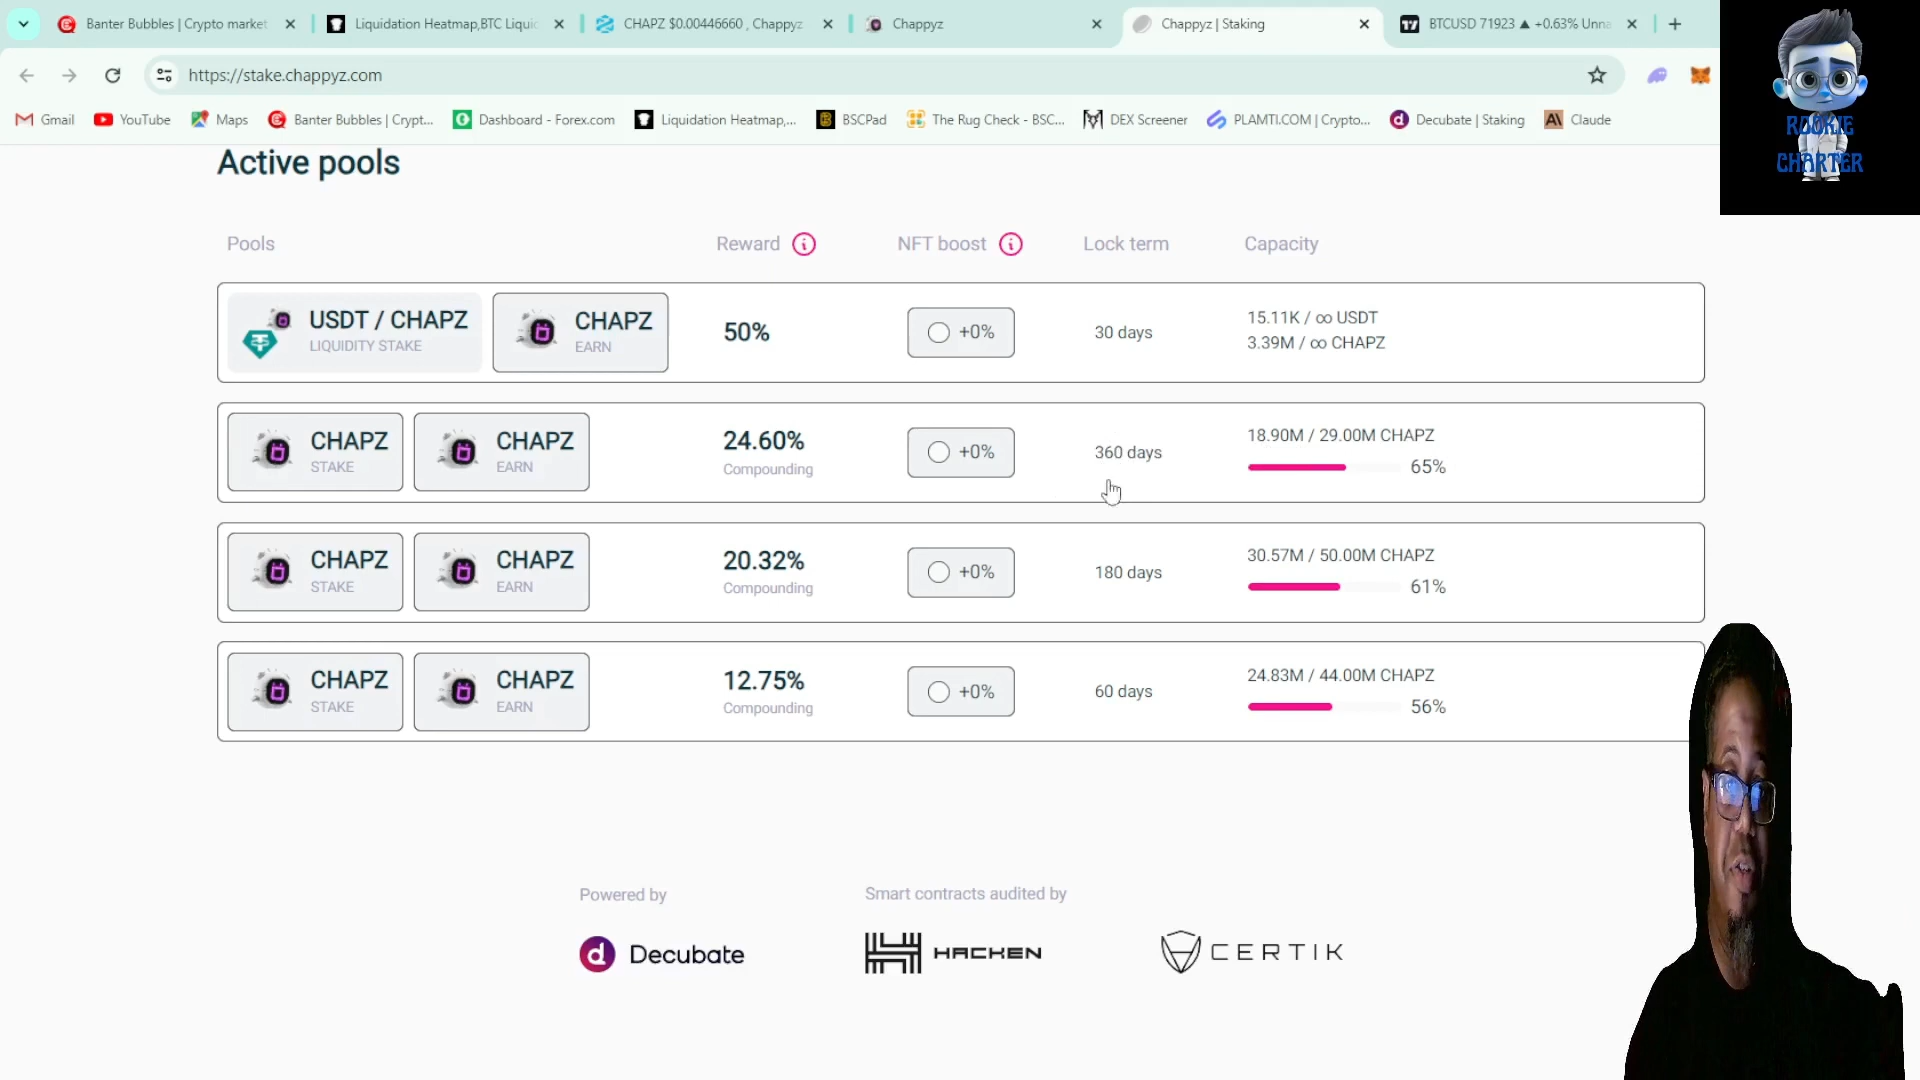 Banter Bubbles | Crypto market
Liquidation Heatmap,BTC Liquic
CHAPZ $0.00446660 , Chappyz
Chappyz
Chappyz | Staking
BTCUSD 71923 ▲ +0.63% Unna
https://stake.chappyz.com
Gmail
YouTube
Maps
Banter Bubbles | Crypt...
Dashboard - Forex.com
Liquidation Heatmap,...
BSCPad
The Rug Check - BSC...
DEX Screener
PLAMTI.COM | Crypto...
Decubate | Staking
Claude
ROOKIE
CHARTER
Active pools
Pools
Reward
NFT boost
Lock term
Capacity
USDT / CHAPZ
LIQUIDITY STAKE
CHAPZ
EARN
50%
+0%
30 days
15.11K / ∞ USDT
3.39M / ∞ CHAPZ
CHAPZ
STAKE
CHAPZ
EARN
24.60%
Compounding
+0%
360 days
18.90M / 29.00M CHAPZ
65%
CHAPZ
STAKE
CHAPZ
EARN
20.32%
Compounding
+0%
180 days
30.57M / 50.00M CHAPZ
61%
CHAPZ
STAKE
CHAPZ
EARN
12.75%
Compounding
+0%
60 days
24.83M / 44.00M CHAPZ
56%
Powered by
Decubate
Smart contracts audited by
HACKEN
CERTIK